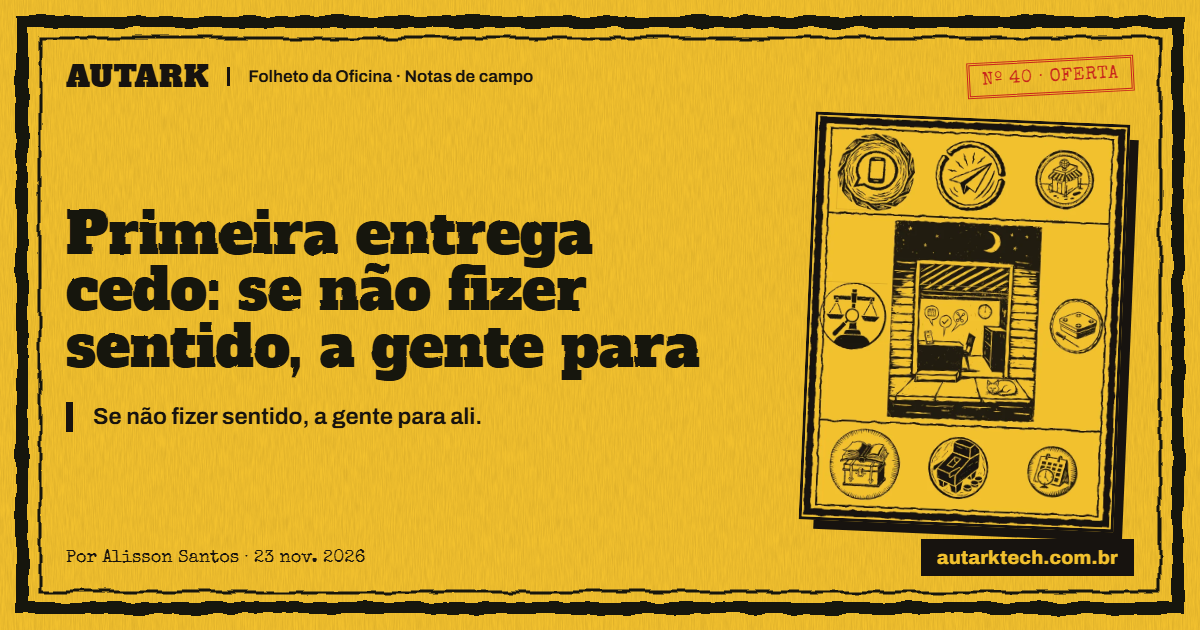 AUTARK
Folheto da Oficina · Notas de campo
Nº 40 · OFERTA
Primeira entrega
cedo: se não fizer
sentido, a gente para
Se não fizer sentido, a gente para ali.
Por Alisson Santos · 23 nov. 2026
autarktech.com.br